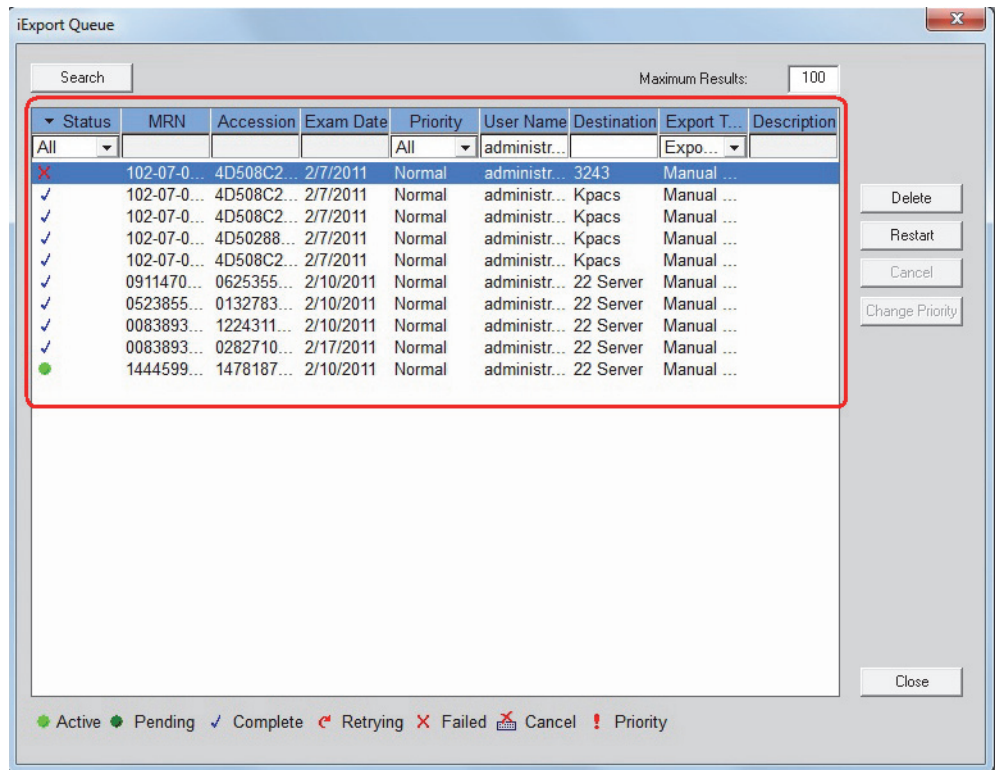 iExport Queue
Search Maximum Results: 100
Status MRN Accession Exam Date Priority User Name Destination Export T... Description
All All administr... Expo...
102-07-0... 4D508C2... 2/7/2011 Normal administr... 3243 Manual ...
102-07-0... 4D508C2... 2/7/2011 Normal administr... Kpacs Manual ...
102-07-0... 4D508C2... 2/7/2011 Normal administr... Kpacs Manual ...
102-07-0... 4D50288... 2/7/2011 Normal administr... Kpacs Manual ...
102-07-0... 4D508C2... 2/7/2011 Normal administr... Kpacs Manual ...
0911470... 0625355... 2/10/2011 Normal administr... 22 Server Manual ...
0523855... 0132783... 2/10/2011 Normal administr... 22 Server Manual ...
0083893... 1224311... 2/10/2011 Normal administr... 22 Server Manual ...
0083893... 0282710... 2/17/2011 Normal administr... 22 Server Manual ...
1444599... 1478187... 2/10/2011 Normal administr... 22 Server Manual ...
Delete
Restart
Cancel
Change Priority
Close
Active Pending Complete Retrying Failed Cancel Priority